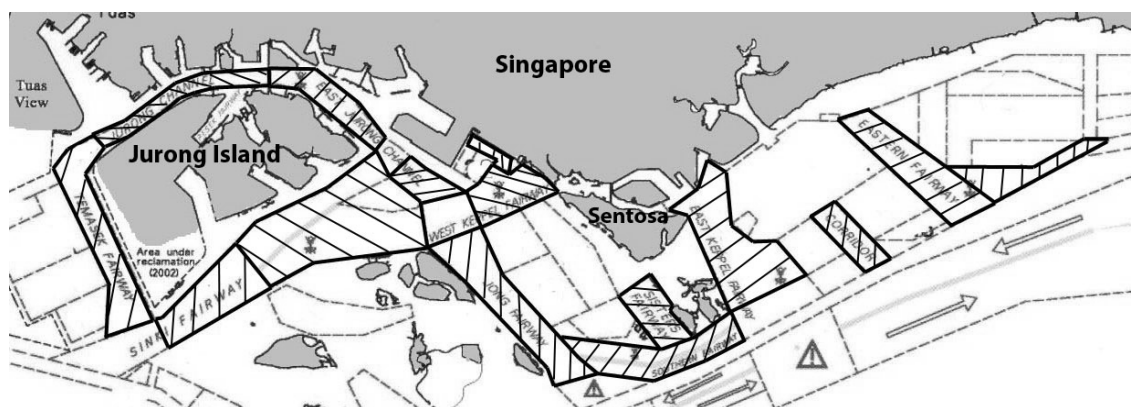 Tuas
Singapore
Tuas
View
JURONG CHANNEL
EAST JURONG CHANNEL
Jurong Island
EASTERN FAIRWAY
WEST KEPPEL FAIRWAY
Sentosa
EAST KEPPEL FAIRWAY
CORRIDOR
TEMASEK FAIRWAY
Area under
reclamation
(2002)
SINKI FAIRWAY
JONG FAIRWAY
SISTERS
FAIRWAY
SOUTHERN FAIRWAY